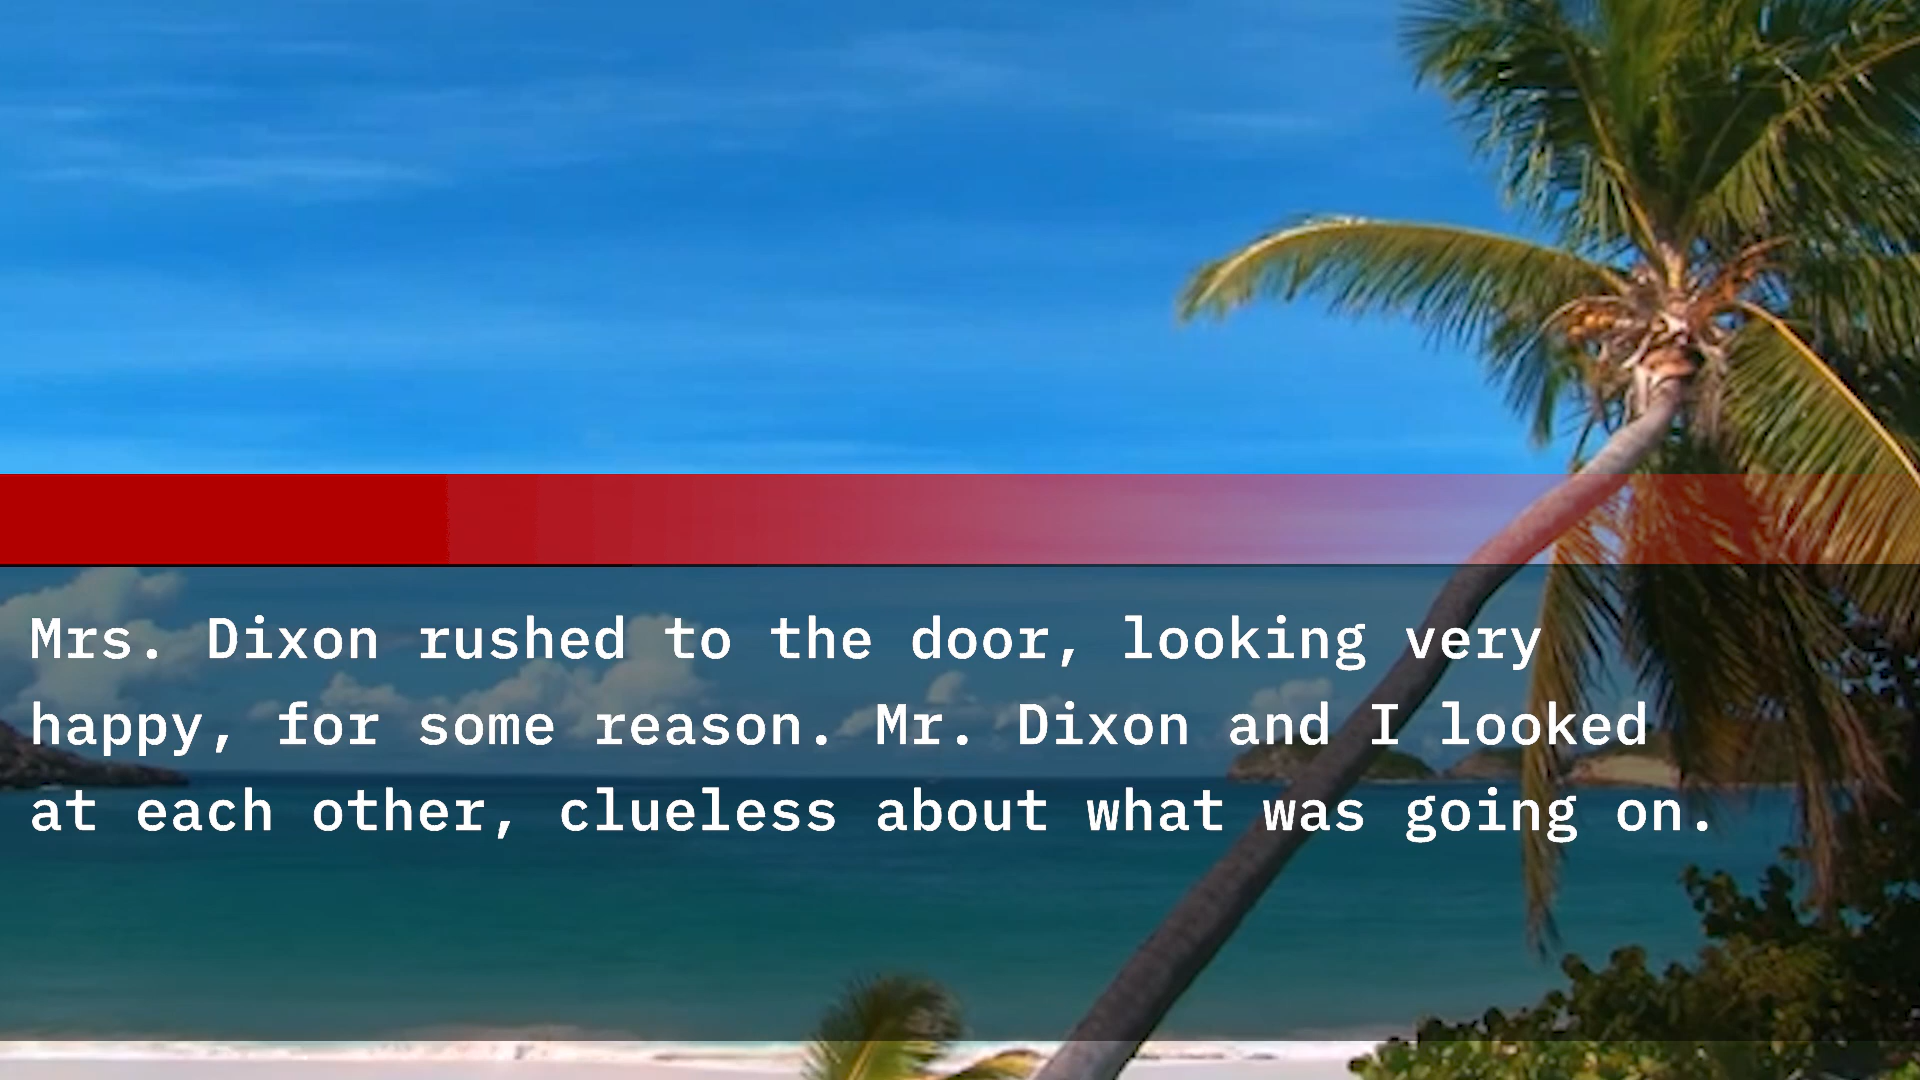 Mrs. Dixon rushed to the door, looking very
happy, for some reason. Mr. Dixon and I looked
at each other, clueless about what was going on.